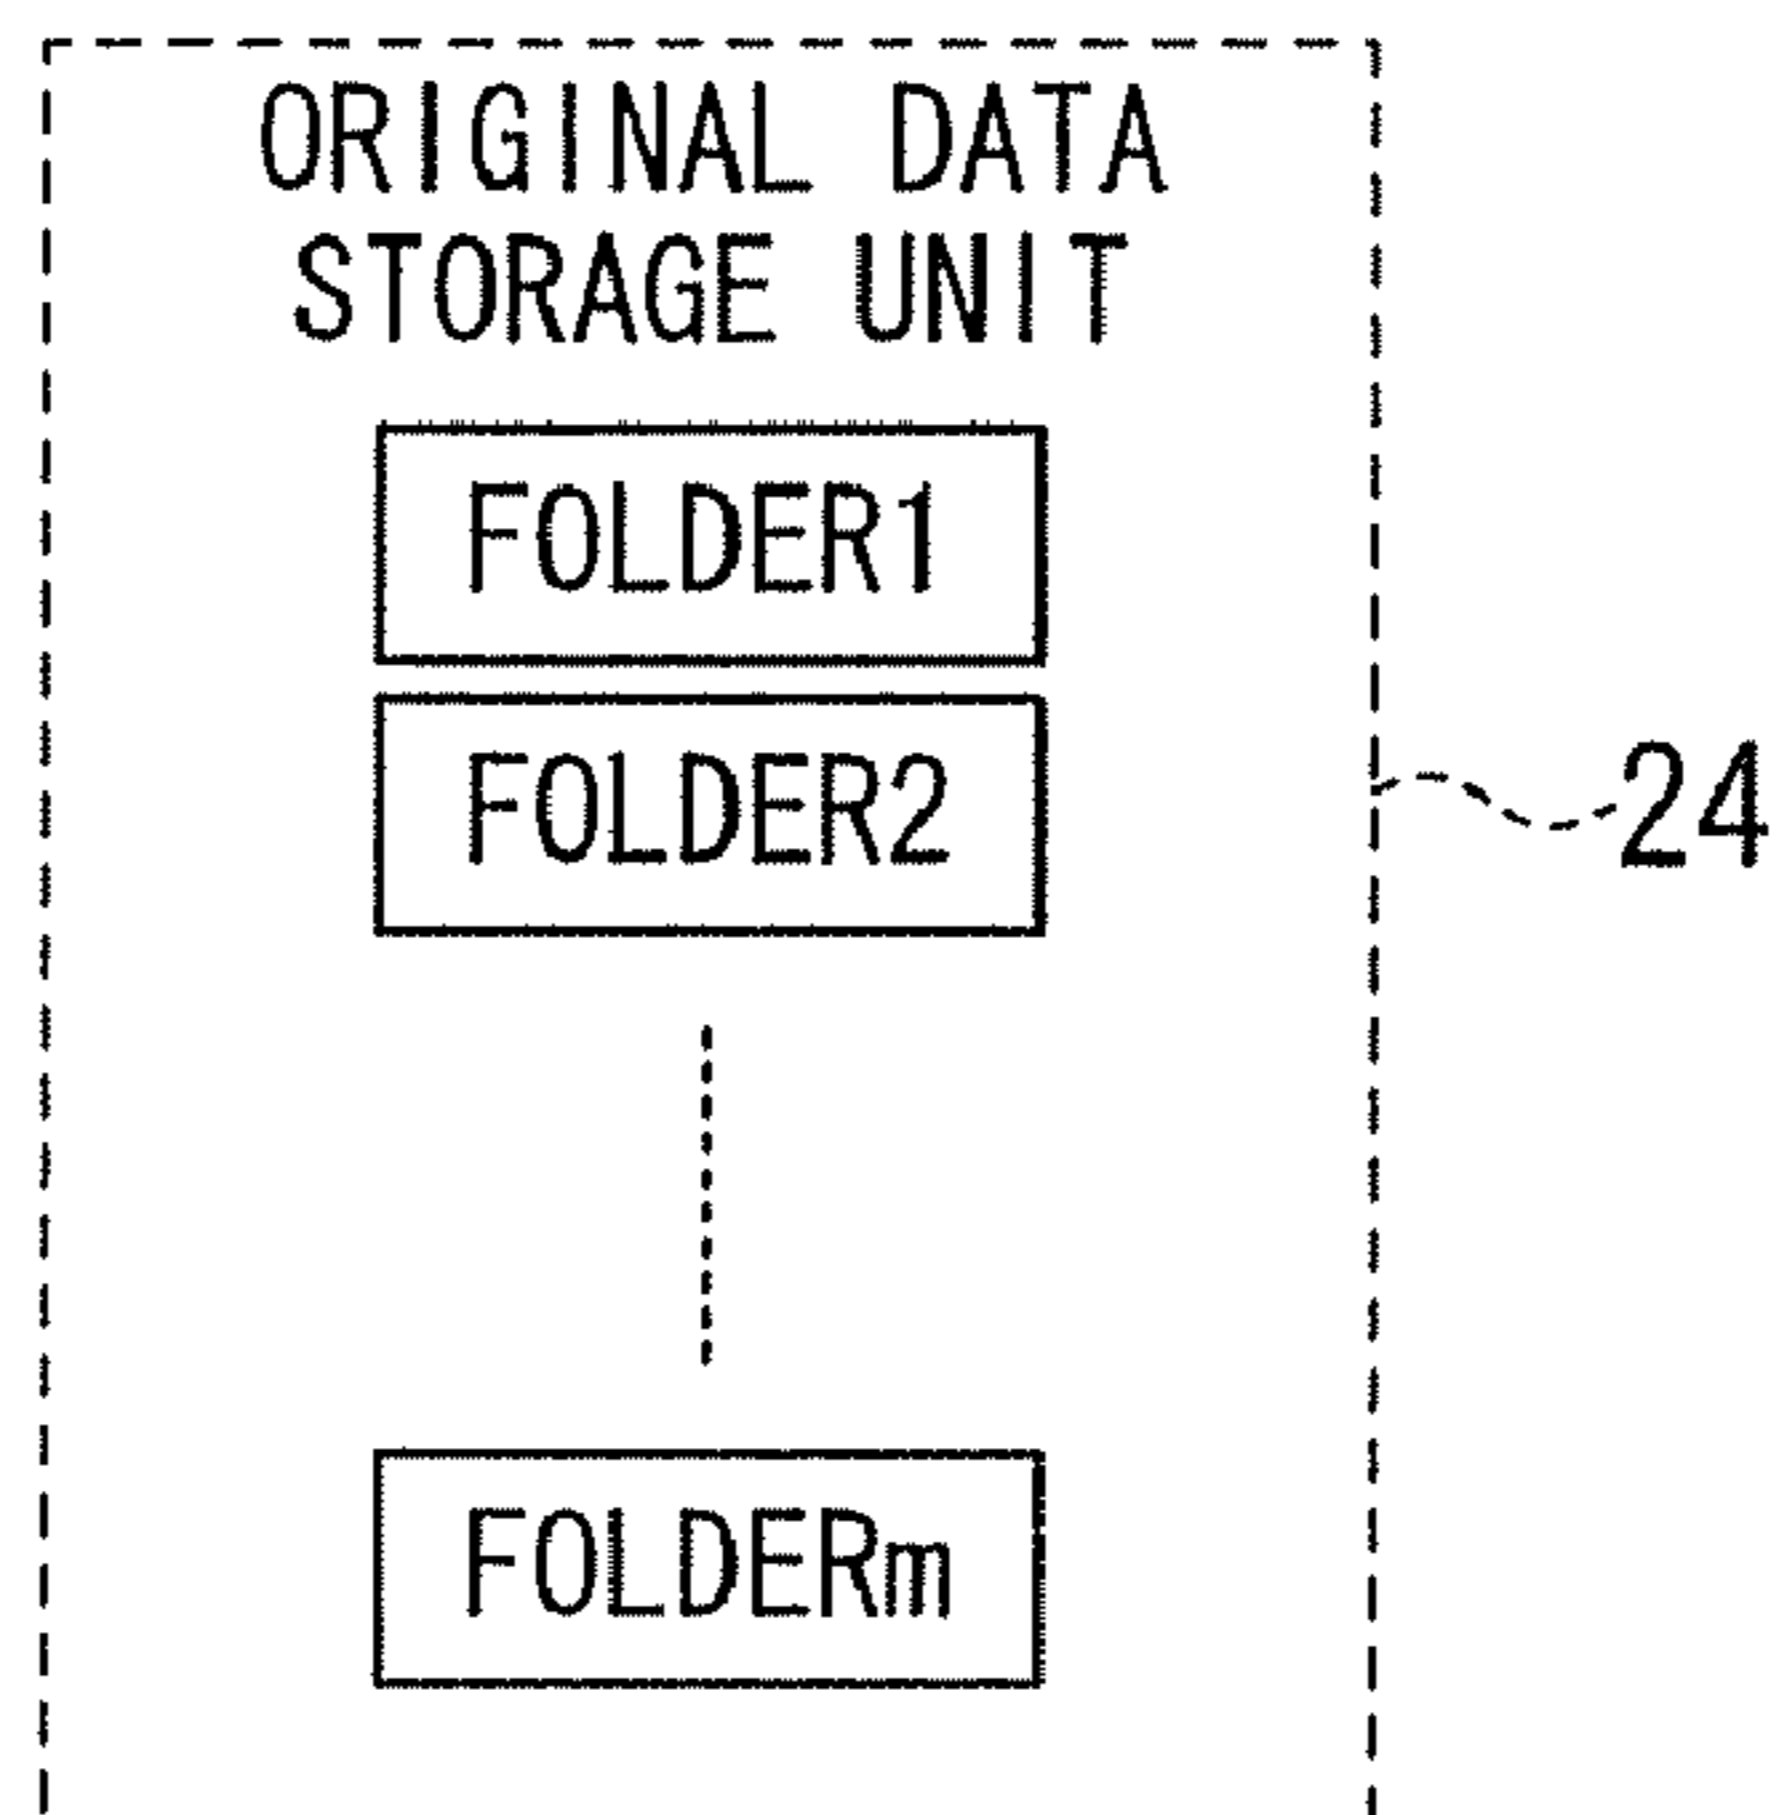 ORIGINAL DATA
STORAGE UNIT
FOLDER1
FOLDER2
24
FOLDERm